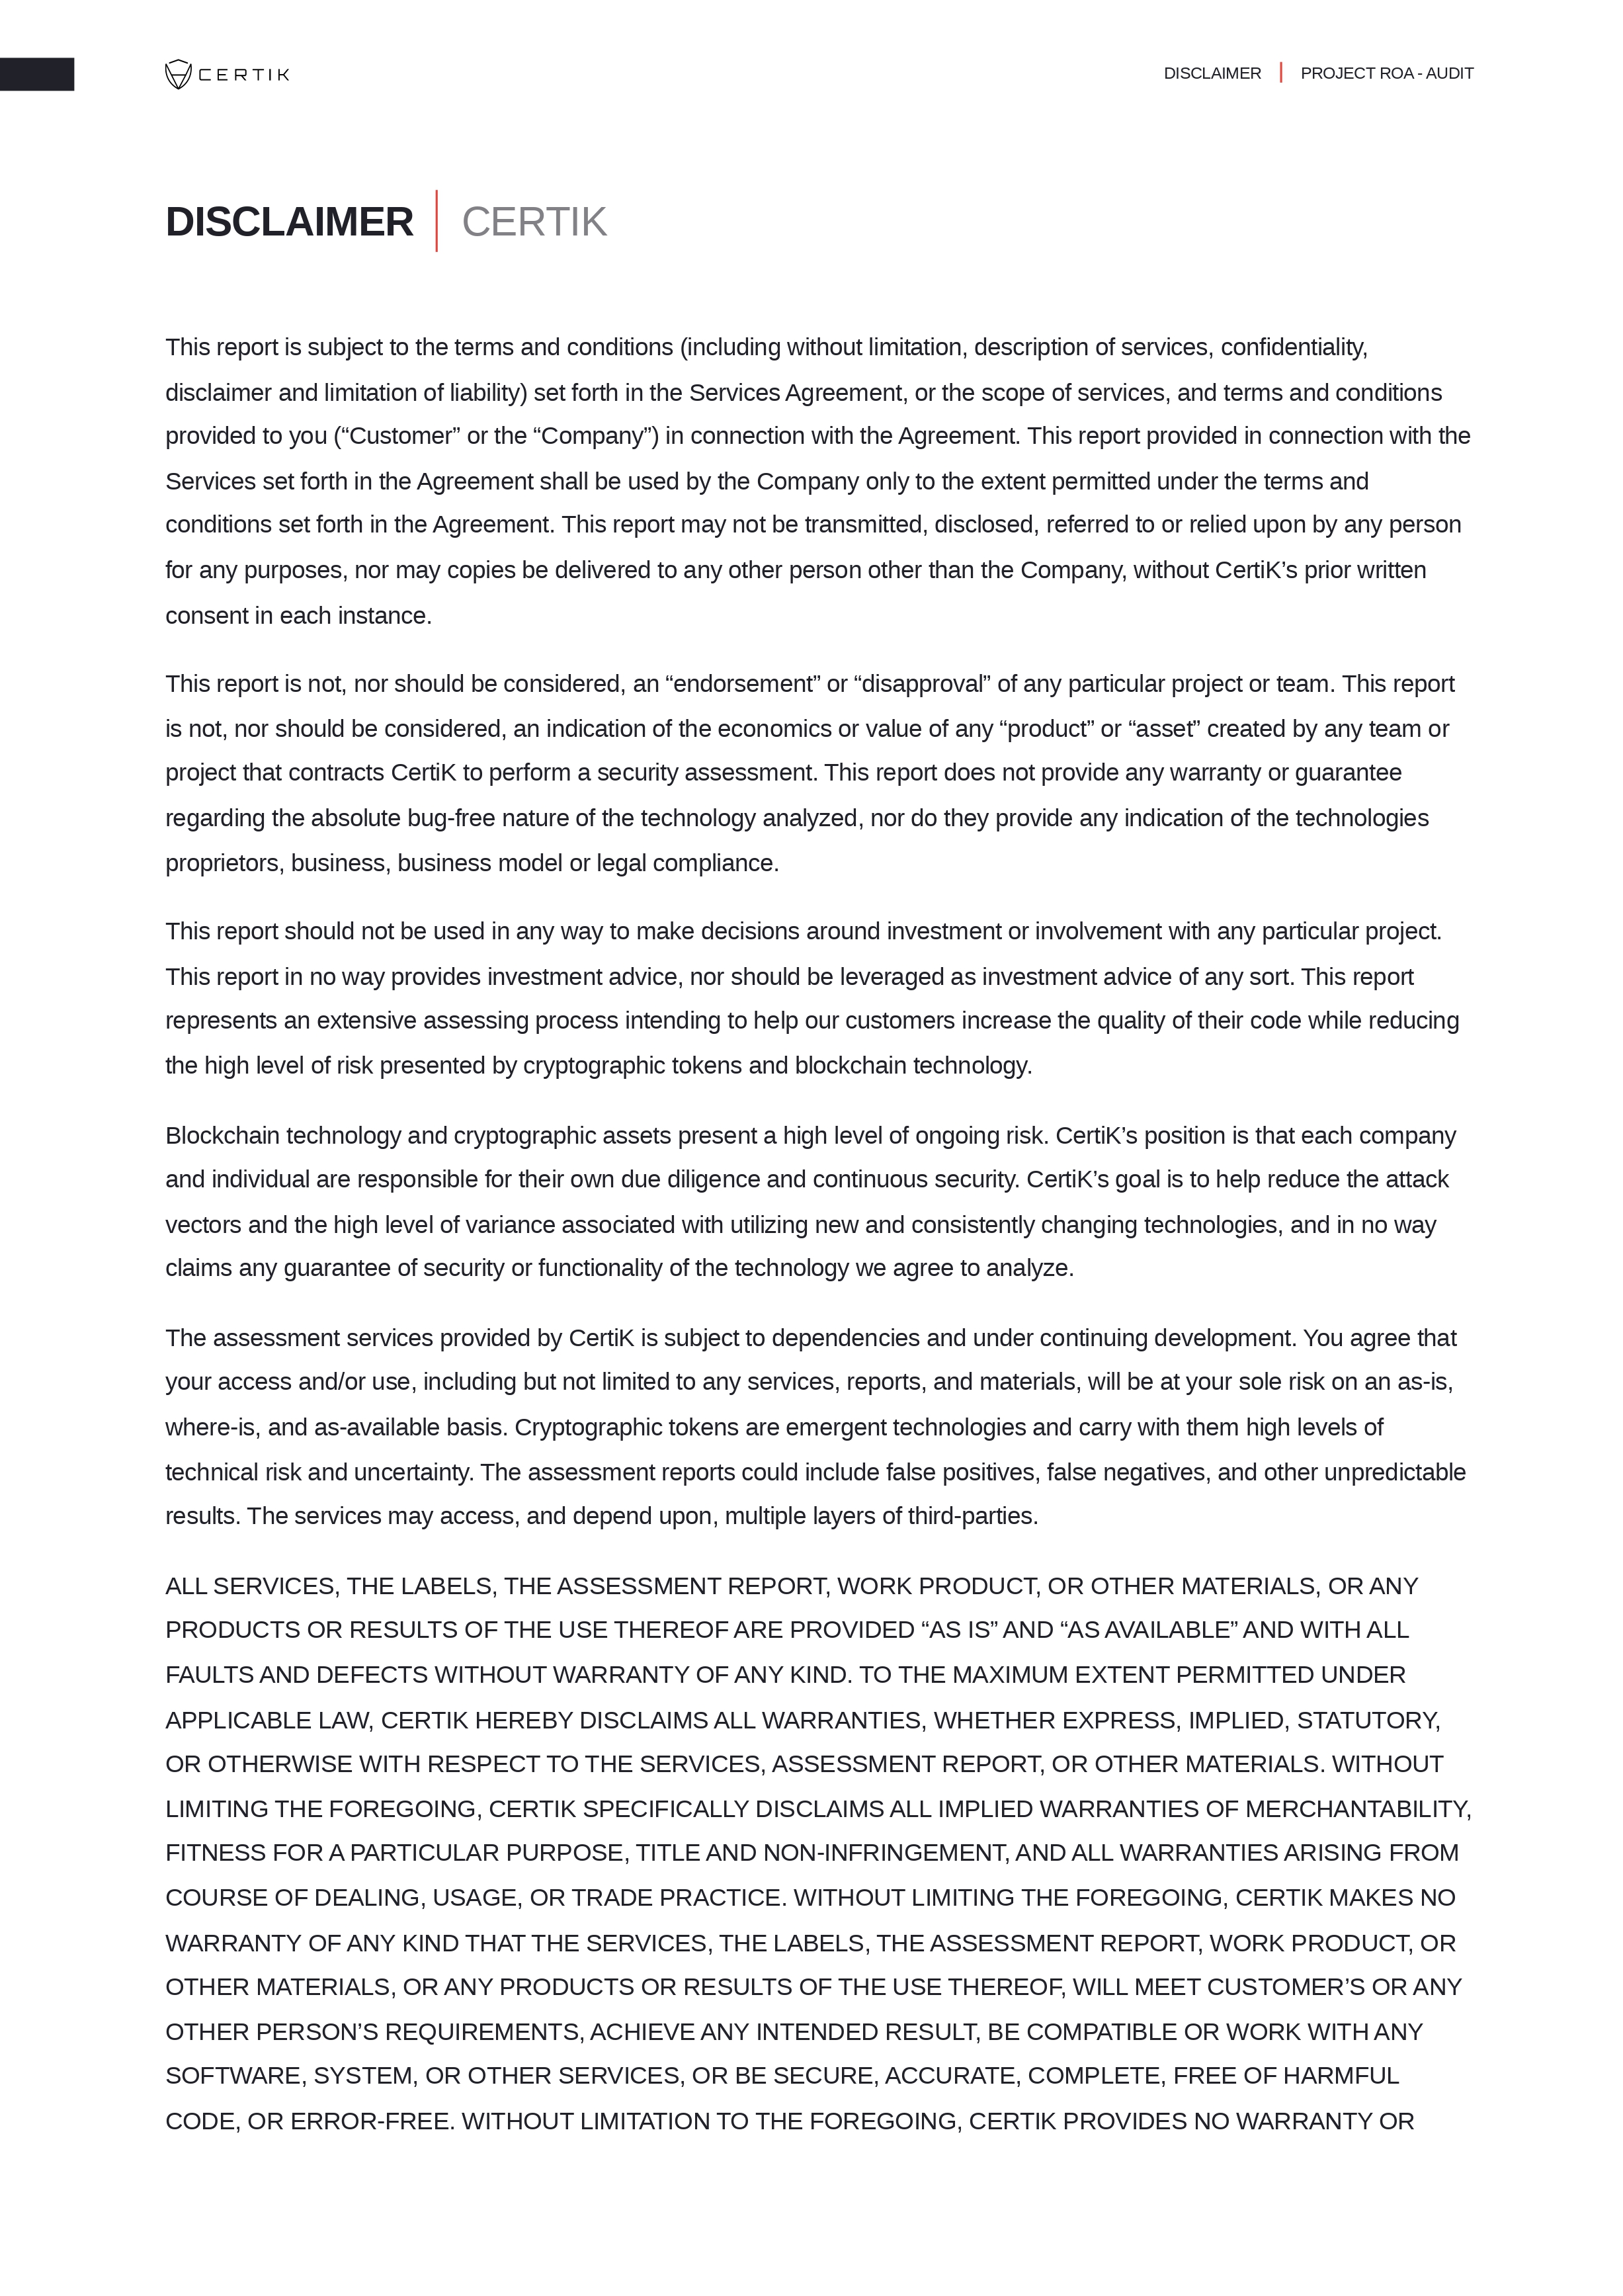 CERTIK
DISCLAIMER | PROJECT ROA - AUDIT
DISCLAIMER | CERTIK
This report is subject to the terms and conditions (including without limitation, description of services, confidentiality,
disclaimer and limitation of liability) set forth in the Services Agreement, or the scope of services, and terms and conditions
provided to you (“Customer” or the “Company”) in connection with the Agreement. This report provided in connection with the
Services set forth in the Agreement shall be used by the Company only to the extent permitted under the terms and
conditions set forth in the Agreement. This report may not be transmitted, disclosed, referred to or relied upon by any person
for any purposes, nor may copies be delivered to any other person other than the Company, without CertiK’s prior written
consent in each instance.
This report is not, nor should be considered, an “endorsement” or “disapproval” of any particular project or team. This report
is not, nor should be considered, an indication of the economics or value of any “product” or “asset” created by any team or
project that contracts CertiK to perform a security assessment. This report does not provide any warranty or guarantee
regarding the absolute bug-free nature of the technology analyzed, nor do they provide any indication of the technologies
proprietors, business, business model or legal compliance.
This report should not be used in any way to make decisions around investment or involvement with any particular project.
This report in no way provides investment advice, nor should be leveraged as investment advice of any sort. This report
represents an extensive assessing process intending to help our customers increase the quality of their code while reducing
the high level of risk presented by cryptographic tokens and blockchain technology.
Blockchain technology and cryptographic assets present a high level of ongoing risk. CertiK’s position is that each company
and individual are responsible for their own due diligence and continuous security. CertiK’s goal is to help reduce the attack
vectors and the high level of variance associated with utilizing new and consistently changing technologies, and in no way
claims any guarantee of security or functionality of the technology we agree to analyze.
The assessment services provided by CertiK is subject to dependencies and under continuing development. You agree that
your access and/or use, including but not limited to any services, reports, and materials, will be at your sole risk on an as-is,
where-is, and as-available basis. Cryptographic tokens are emergent technologies and carry with them high levels of
technical risk and uncertainty. The assessment reports could include false positives, false negatives, and other unpredictable
results. The services may access, and depend upon, multiple layers of third-parties.
ALL SERVICES, THE LABELS, THE ASSESSMENT REPORT, WORK PRODUCT, OR OTHER MATERIALS, OR ANY
PRODUCTS OR RESULTS OF THE USE THEREOF ARE PROVIDED “AS IS” AND “AS AVAILABLE” AND WITH ALL
FAULTS AND DEFECTS WITHOUT WARRANTY OF ANY KIND. TO THE MAXIMUM EXTENT PERMITTED UNDER
APPLICABLE LAW, CERTIK HEREBY DISCLAIMS ALL WARRANTIES, WHETHER EXPRESS, IMPLIED, STATUTORY,
OR OTHERWISE WITH RESPECT TO THE SERVICES, ASSESSMENT REPORT, OR OTHER MATERIALS. WITHOUT
LIMITING THE FOREGOING, CERTIK SPECIFICALLY DISCLAIMS ALL IMPLIED WARRANTIES OF MERCHANTABILITY,
FITNESS FOR A PARTICULAR PURPOSE, TITLE AND NON-INFRINGEMENT, AND ALL WARRANTIES ARISING FROM
COURSE OF DEALING, USAGE, OR TRADE PRACTICE. WITHOUT LIMITING THE FOREGOING, CERTIK MAKES NO
WARRANTY OF ANY KIND THAT THE SERVICES, THE LABELS, THE ASSESSMENT REPORT, WORK PRODUCT, OR
OTHER MATERIALS, OR ANY PRODUCTS OR RESULTS OF THE USE THEREOF, WILL MEET CUSTOMER’S OR ANY
OTHER PERSON’S REQUIREMENTS, ACHIEVE ANY INTENDED RESULT, BE COMPATIBLE OR WORK WITH ANY
SOFTWARE, SYSTEM, OR OTHER SERVICES, OR BE SECURE, ACCURATE, COMPLETE, FREE OF HARMFUL
CODE, OR ERROR-FREE. WITHOUT LIMITATION TO THE FOREGOING, CERTIK PROVIDES NO WARRANTY OR